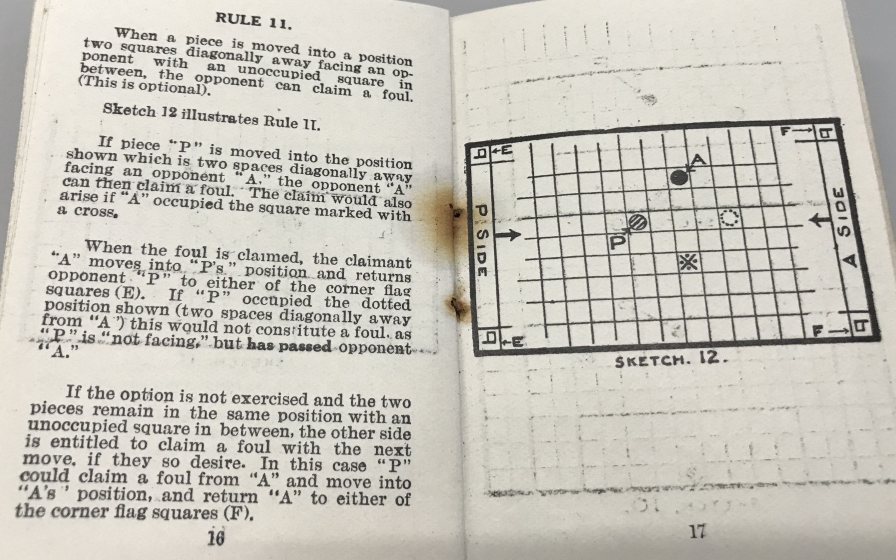 RULE 11.
When a piece is moved into a position
two squares diagonally away facing an op-
ponent with an unoccupied square in
between, the opponent can claim a foul.
(This is optional).
Sketch 12 illustrates Rule II.
If piece "P" is moved into the position
shown which is two spaces diagonally away
facing an opponent "A," the opponent "A"
can then claim a foul. The claim would also
arise if "A" occupied the square marked with
a cross.
When the foul is claimed, the claimant
"A" moves into "P's" position and returns
opponent "P" to either of the corner flag
squares (E). If "P" occupied the dotted
position shown (two spaces diagonally away
from "A") this would not constitute a foul, as
"P" is "not facing," but has passed opponent
"A."
If the option is not exercised and the two
pieces remain in the same position with an
unoccupied square in between, the other side
is entitled to claim a foul with the next
move, if they so desire. In this case "P"
could claim a foul from "A" and move into
"A's" position, and return "A" to either of
the corner flag squares (F).
16
E
F
A
P SIDE
P
A SIDE
E
F
SKETCH. 12.
17